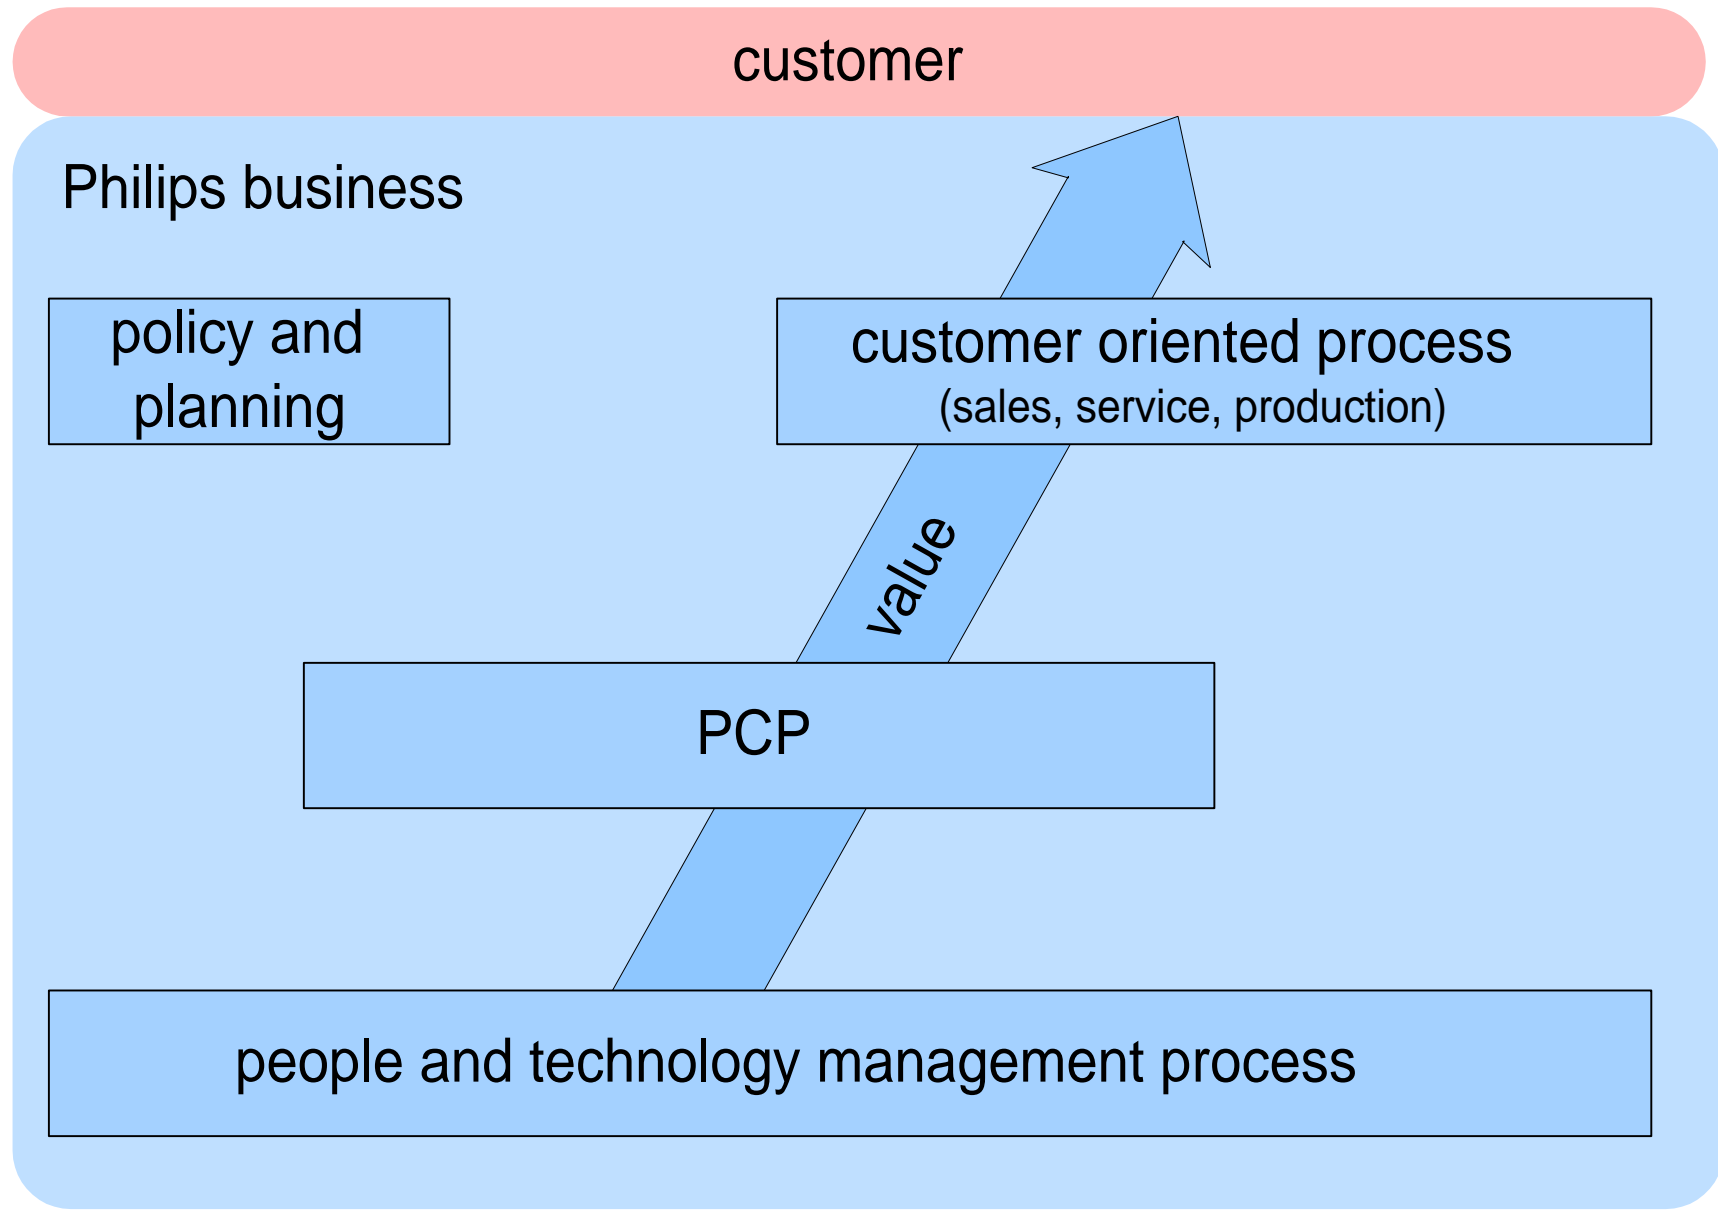 customer
Philips business
policy and
planning
customer oriented process
(sales, service, production)
value
PCP
people and technology management process